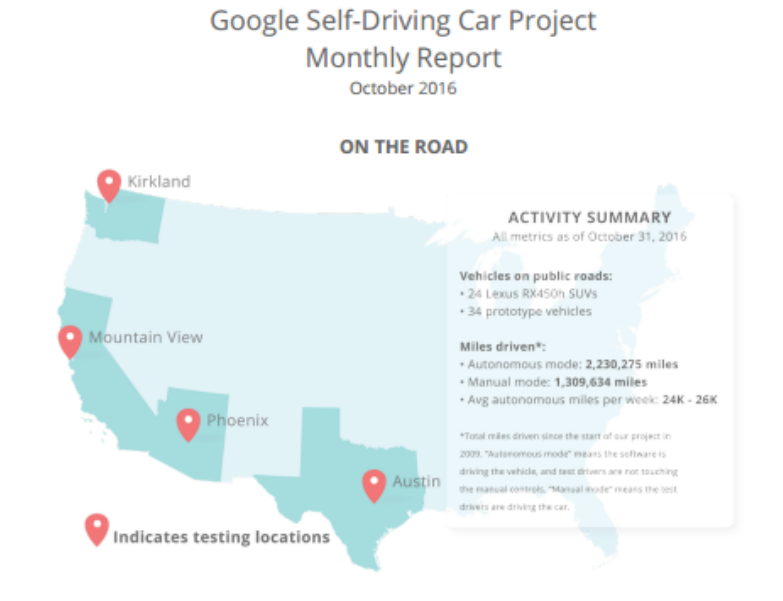 Google Self-Driving Car Project
Monthly Report
October 2016
ON THE ROAD
Kirkland
Mountain View
Phoenix
Austin
Indicates testing locations
ACTIVITY SUMMARY
All metrics as of October 31, 2016
Vehicles on public roads:
• 24 Lexus RX450h SUVs
• 34 prototype vehicles
Miles driven*:
• Autonomous mode: 2,230,275 miles
• Manual mode: 1,309,634 miles
• Avg autonomous miles per week: 24K - 26K
*Total miles driven since the start of our project in
2009. "Autonomous mode" means the software is
driving the vehicle, and test drivers are not touching
the manual controls. "Manual mode" means the test
drivers are driving the car.